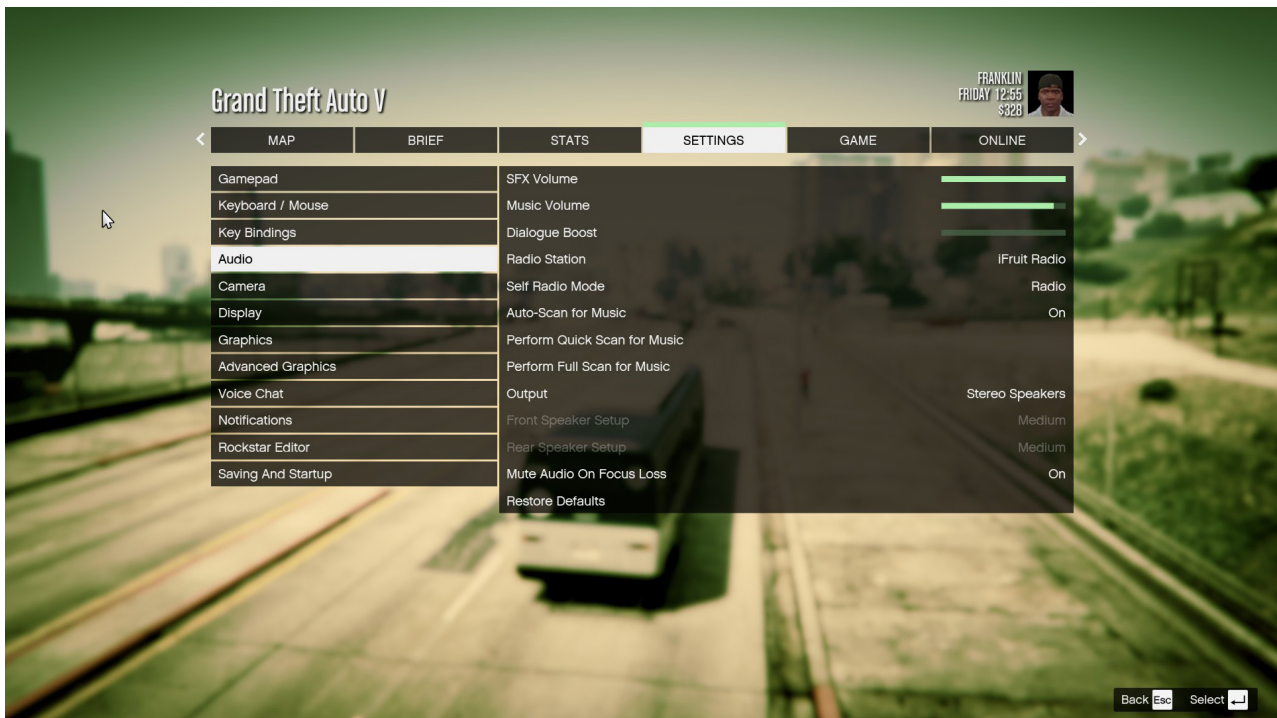 Grand Theft Auto V
FRANKLIN
FRIDAY 12:55
$328
MAP BRIEF STATS SETTINGS GAME ONLINE
Gamepad
Keyboard / Mouse
Key Bindings
Audio
Camera
Display
Graphics
Advanced Graphics
Voice Chat
Notifications
Rockstar Editor
Saving And Startup
SFX Volume
Music Volume
Dialogue Boost
Radio Station iFruit Radio
Self Radio Mode Radio
Auto-Scan for Music On
Perform Quick Scan for Music
Perform Full Scan for Music
Output Stereo Speakers
Front Speaker Setup Medium
Rear Speaker Setup Medium
Mute Audio On Focus Loss On
Restore Defaults
Back Esc Select